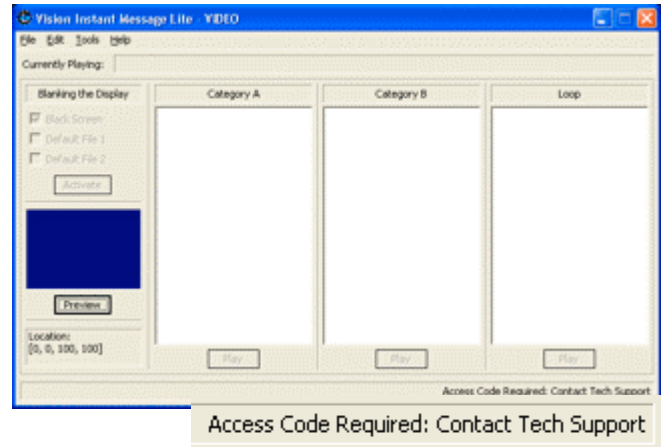 Vision Instant Message Lite - VIDEO
File Edit Tools Help
Currently Playing:
Blanking the Display
Black Screen
Default File 1
Default File 2
Activate
Preview
Location:
[0, 0, 100, 100]
Category A
Play
Category B
Play
Loop
Play
Access Code Required: Contact Tech Support
Access Code Required: Contact Tech Support